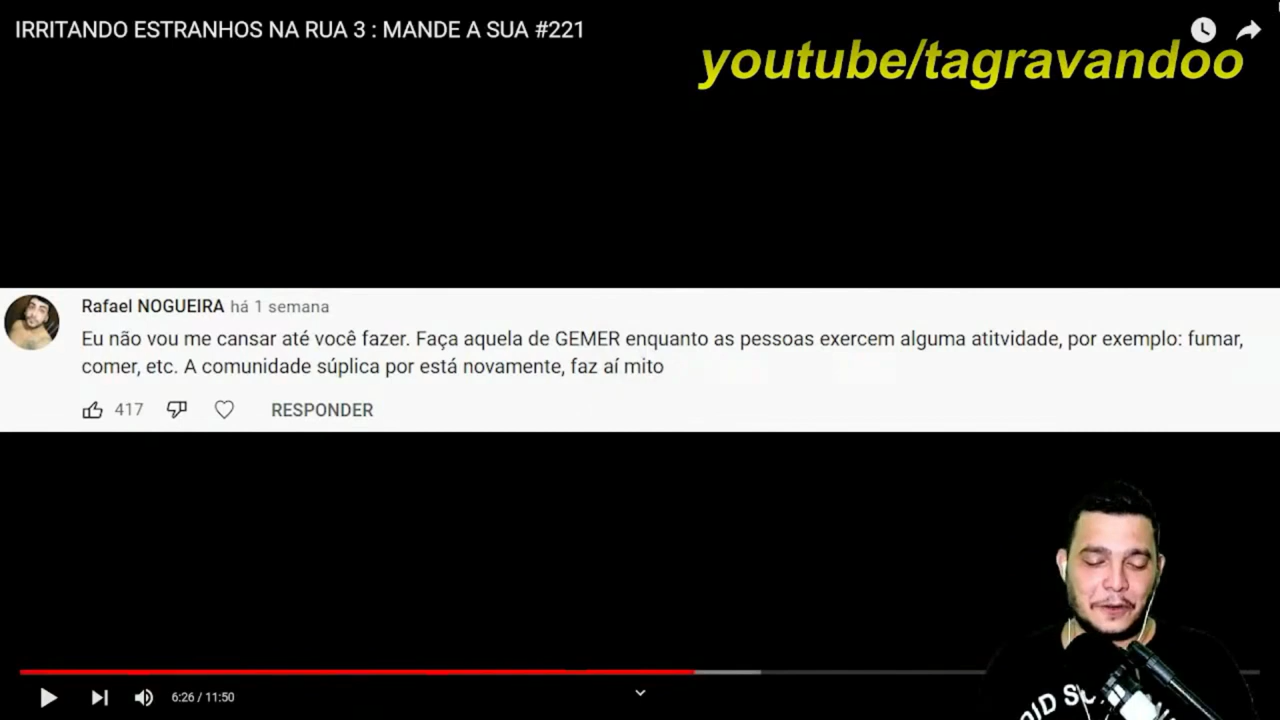 IRRITANDO ESTRANHOS NA RUA 3 : MANDE A SUA #221
youtube/tagravandoo
Rafael NOGUEIRA há 1 semana
Eu não vou me cansar até você fazer. Faça aquela de GEMER enquanto as pessoas exercem alguma atitvidade, por exemplo: fumar,
comer, etc. A comunidade súplica por está novamente, faz aí mito
417 RESPONDER
6:26 / 11:50